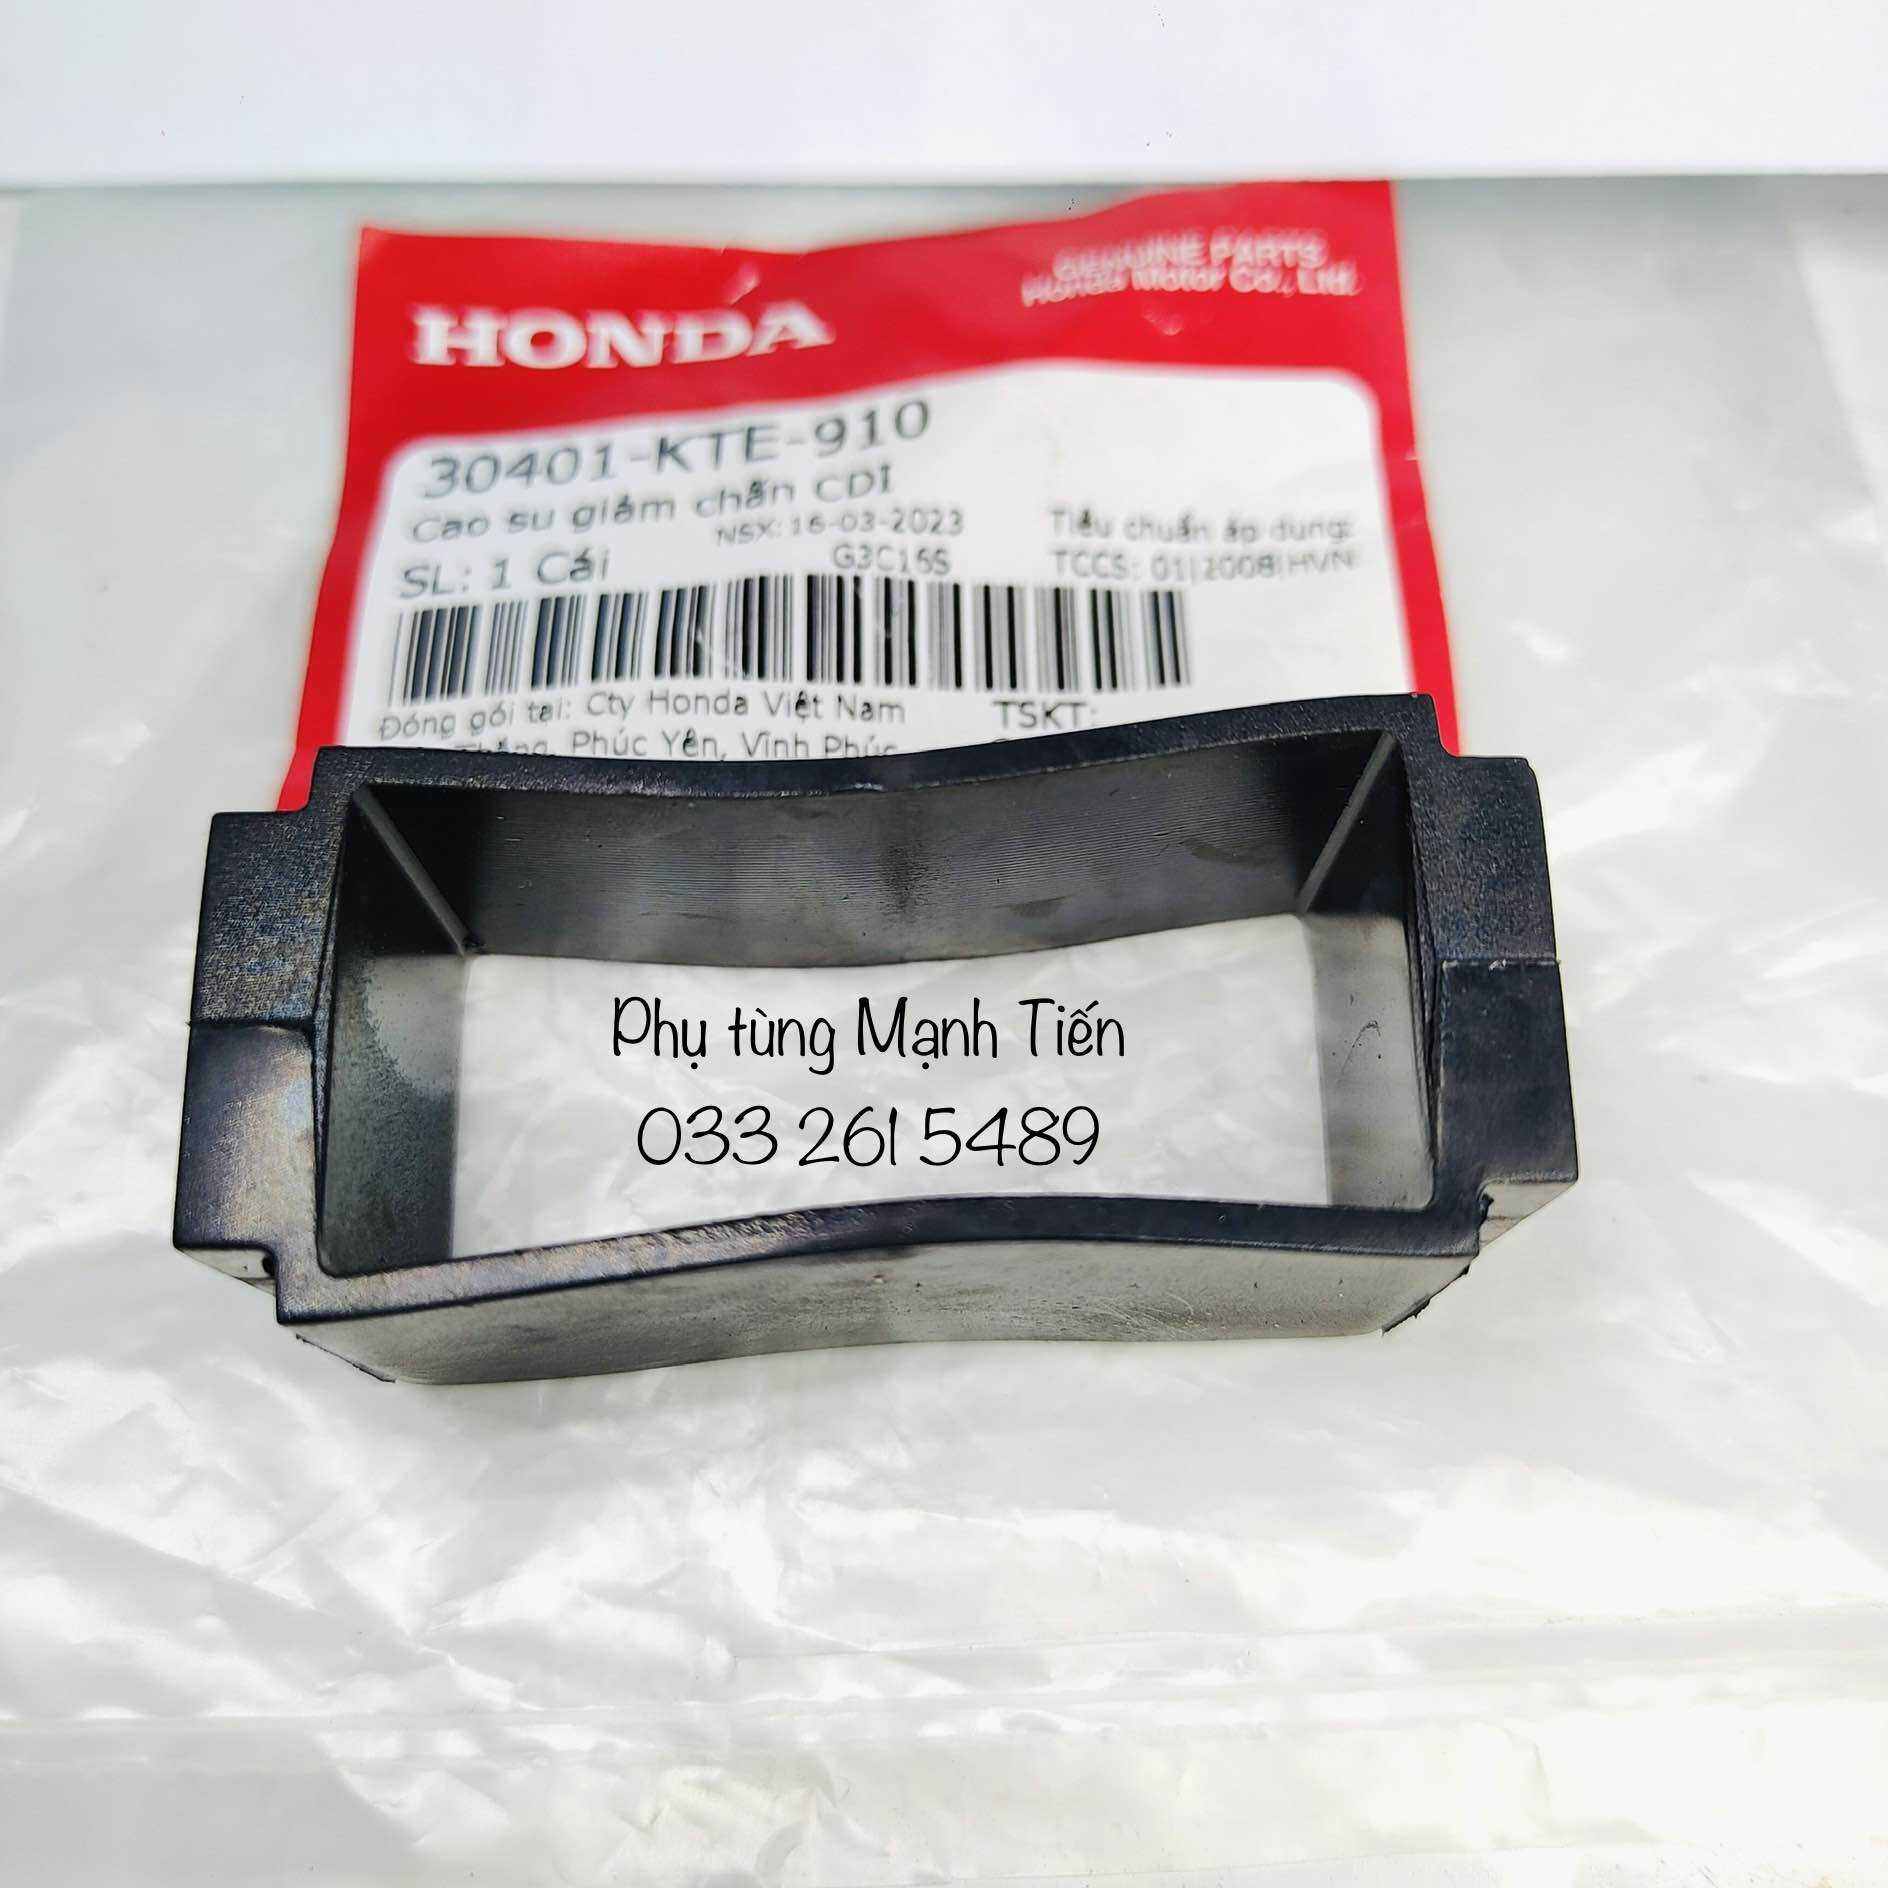 GENUINE PARTS
Honda Motor Co., Ltd.
HONDA
30401-KTE-910
Cao su giảm chấn CDI
NSX: 16-03-2023
Tiêu chuẩn áp dụng:
SL: 1 Cái
G3C16S
TCCS: 01|2008|HVN
Đóng gói tại: Cty Honda Việt Nam
TSKT:
Thắng, Phúc Yên, Vĩnh Phúc
Phụ tùng Mạnh Tiến
033 261 5489